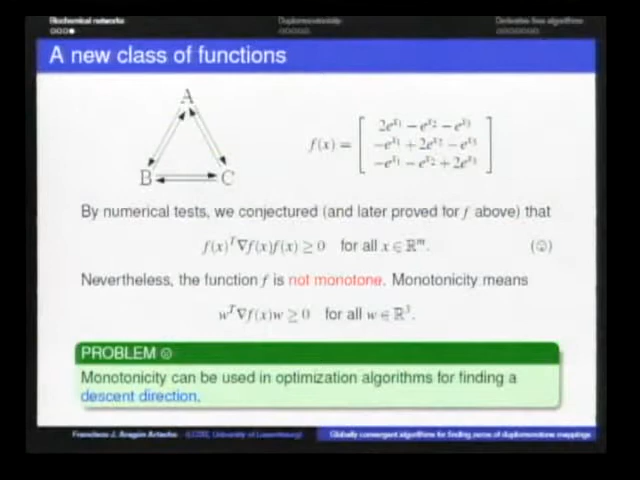 Biochemical networks Duplomonotonicity Derivative-free algorithms
A new class of functions
A
B C
f(x) = [ 2e^{x_1} − e^{x_2} − e^{x_3}
−e^{x_1} + 2e^{x_2} − e^{x_3}
−e^{x_1} − e^{x_2} + 2e^{x_3} ]
By numerical tests, we conjectured (and later proved for f above) that
f(x)^T ∇f(x)f(x) ≥ 0 for all x ∈ ℝ^m. (☺)
Nevertheless, the function f is not monotone. Monotonicity means
w^T ∇f(x)w ≥ 0 for all w ∈ ℝ^3.
PROBLEM ☹
Monotonicity can be used in optimization algorithms for finding a
descent direction.
Francisco J. Aragón Artacho (LCSB, University of Luxembourg) Globally convergent algorithms for finding zeros of duplomonotone mappings